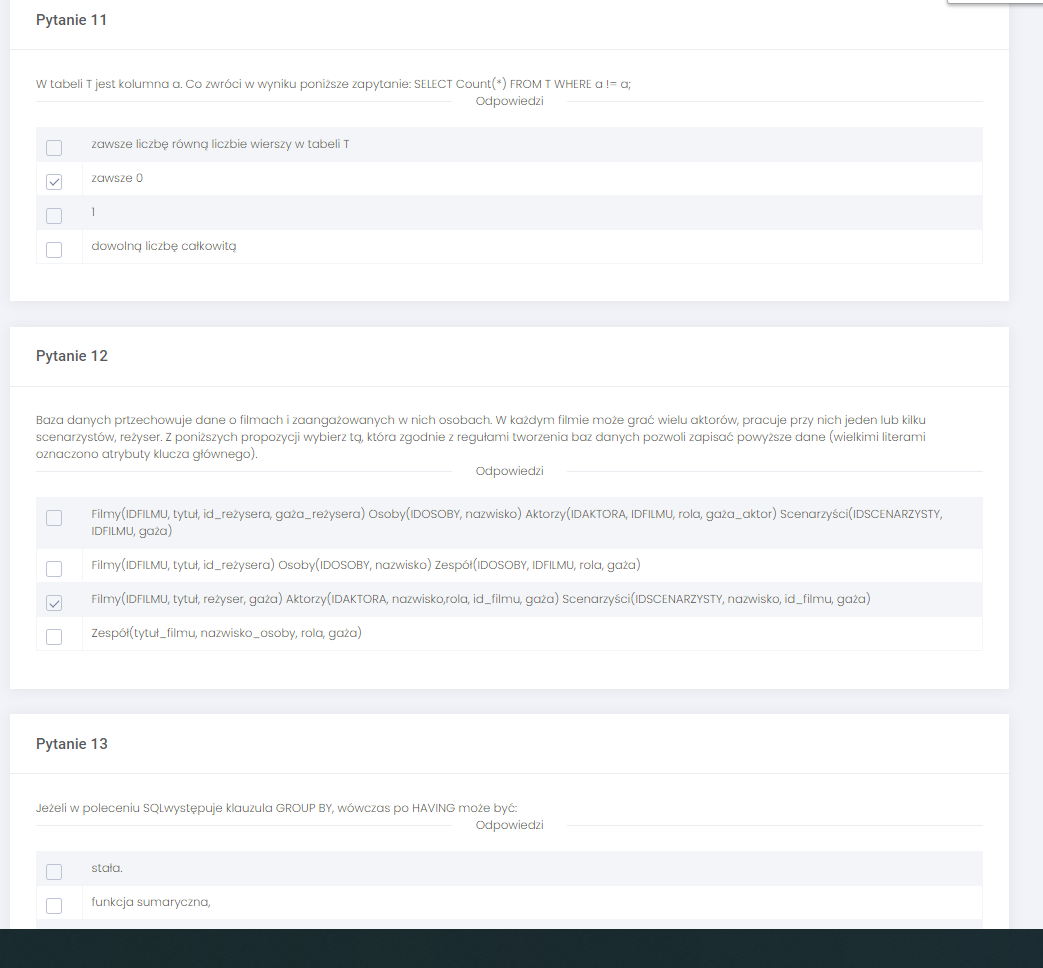 Pytanie 11
W tabeli T jest kolumna a. Co zwróci w wyniku poniższe zapytanie: SELECT Count(*) FROM T WHERE a != a;
Odpowiedzi
zawsze liczbę równą liczbie wierszy w tabeli T
zawsze 0
1
dowolną liczbę całkowitą
Pytanie 12
Baza danych prtzechowuje dane o filmach i zaangażowanych w nich osobach. W każdym filmie może grać wielu aktorów, pracuje przy nich jeden lub kilku
scenarzystów, reżyser. Z poniższych propozycji wybierz tą, która zgodnie z regułami tworzenia baz danych pozwoli zapisać powyższe dane (wielkimi literami
oznaczono atrybuty klucza głównego).
Odpowiedzi
Filmy(IDFILMU, tytuł, id_reżysera, gaża_reżysera) Osoby(IDOSOBY, nazwisko) Aktorzy(IDAKTORA, IDFILMU, rola, gaża_aktor) Scenarzyści(IDSCENARZYSTY,
IDFILMU, gaża)
Filmy(IDFILMU, tytuł, id_reżysera) Osoby(IDOSOBY, nazwisko) Zespół(IDOSOBY, IDFILMU, rola, gaża)
Filmy(IDFILMU, tytuł, reżyser, gaża) Aktorzy(IDAKTORA, nazwisko,rola, id_filmu, gaża) Scenarzyści(IDSCENARZYSTY, nazwisko, id_filmu, gaża)
Zespół(tytuł_filmu, nazwisko_osoby, rola, gaża)
Pytanie 13
Jeżeli w poleceniu SQLwystępuje klauzula GROUP BY, wówczas po HAVING może być:
Odpowiedzi
stała.
funkcja sumaryczna,